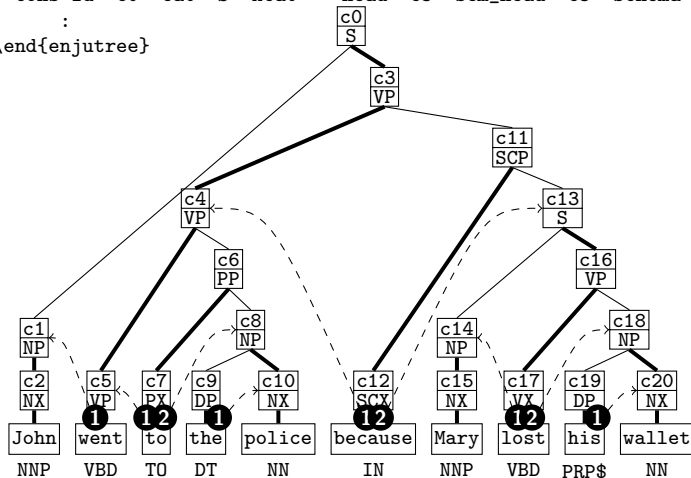 :
\end{enjutree}
c0
S
c3
VP
c11
SCP
c4
VP
c13
S
c6
PP
c16
VP
c1
NP
c8
NP
c14
NP
c18
NP
c2
NX
c5
VP
c7
PX
c9
DP
c10
NX
c12
SCX
c15
NX
c17
VX
c19
DP
c20
NX
1 1 2 1 1 2 1 2 1
John went to the police because Mary lost his wallet
NNP VBD TO DT NN IN NNP VBD PRP$ NN